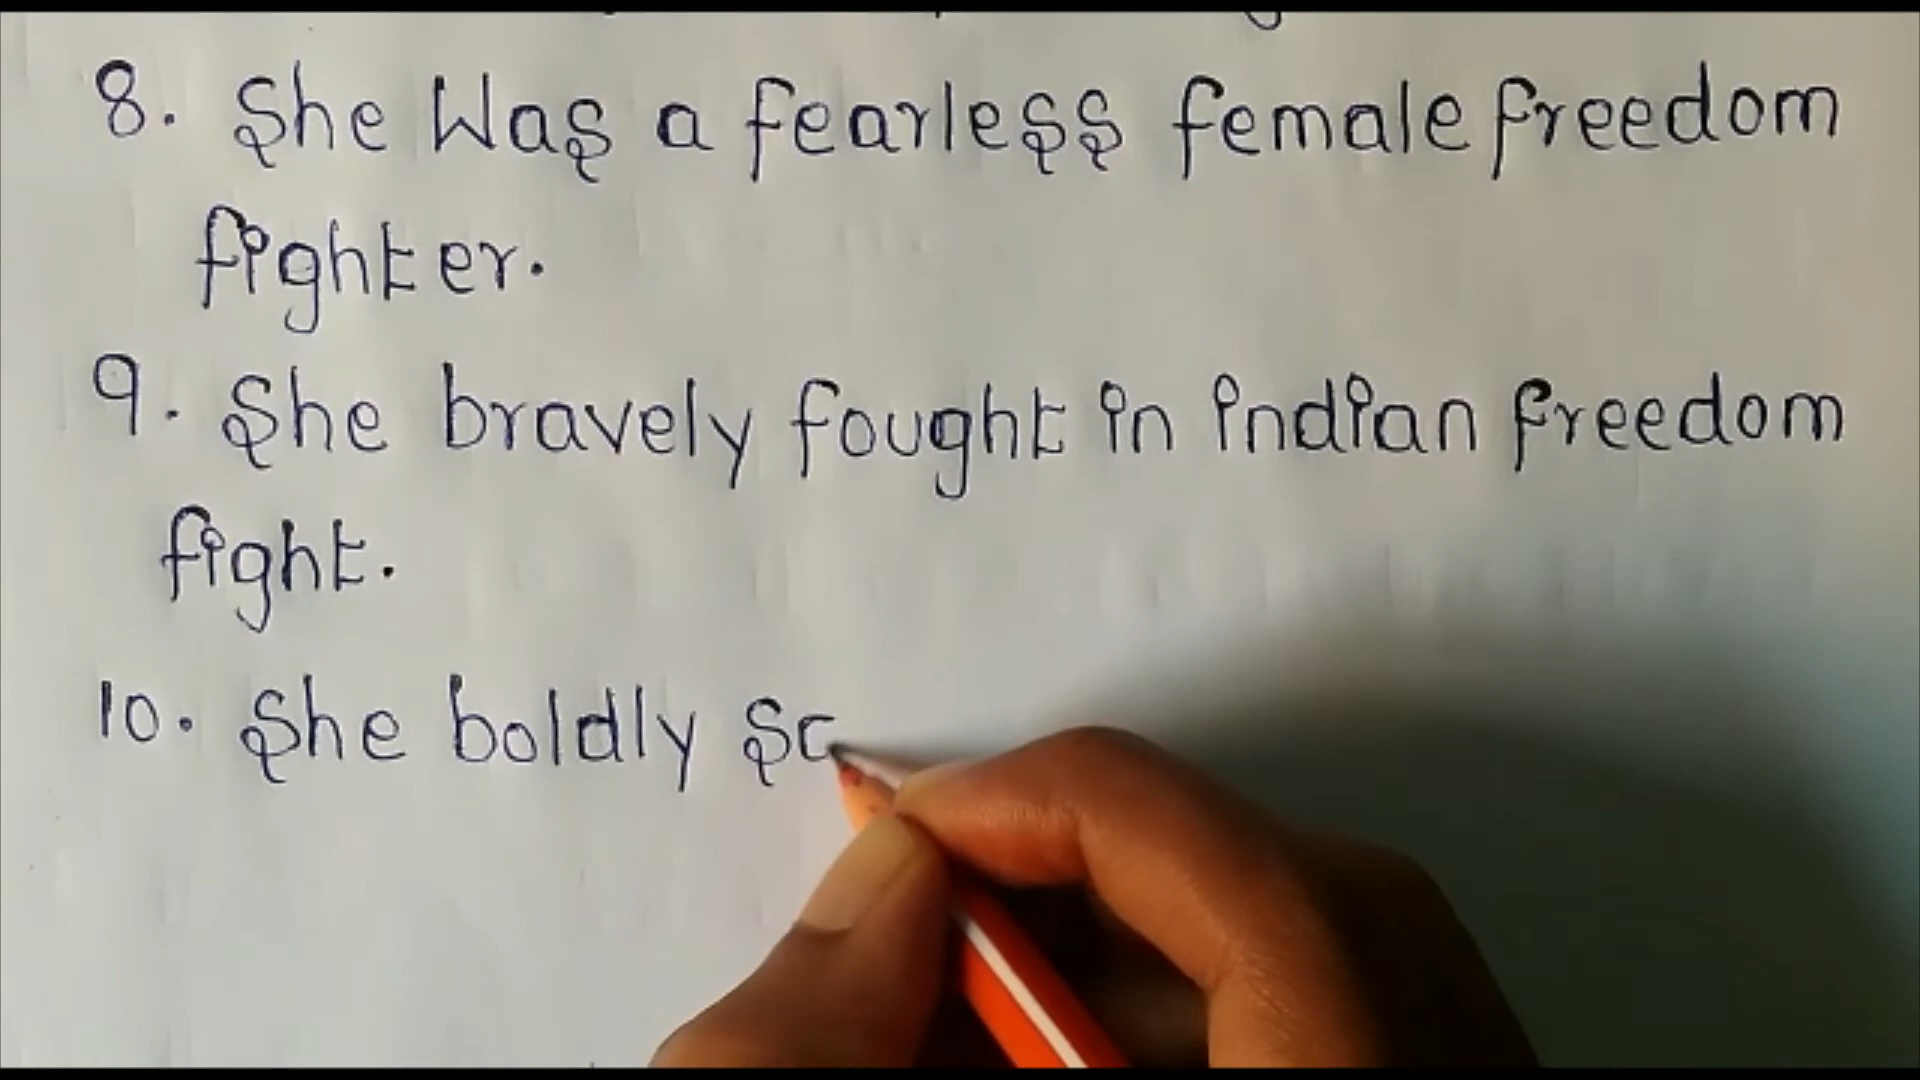 8. She Was a fearless female freedom
fighter.
9. She bravely fought in indian freedom
fight.
10. She boldly